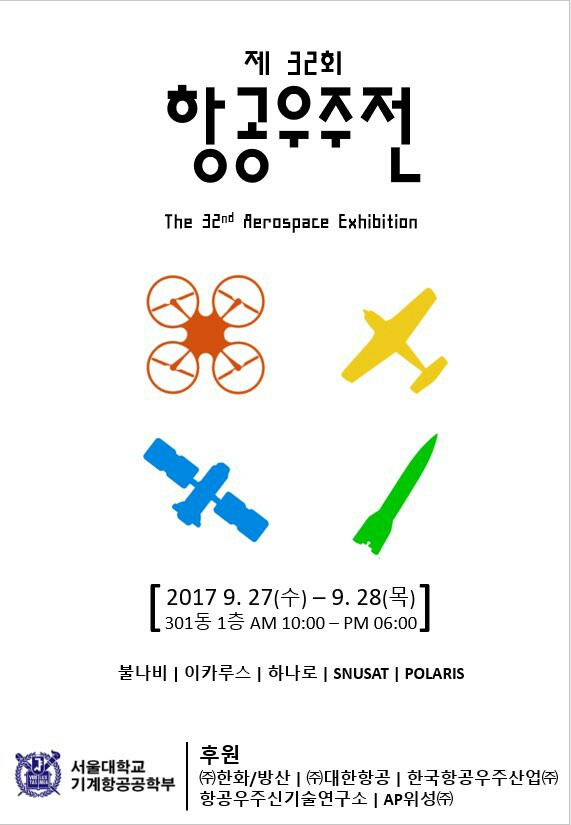 제 32회
항공우주전
The 32nd Aerospace Exhibition
[ 2017 9. 27(수) – 9. 28(목) ]
301동 1층 AM 10:00 – PM 06:00
불나비 | 이카루스 | 하나로 | SNUSAT | POLARIS
서울대학교
기계항공공학부
후원
㈜한화/방산 | ㈜대한항공 | 한국항공우주산업㈜
항공우주신기술연구소 | AP위성㈜